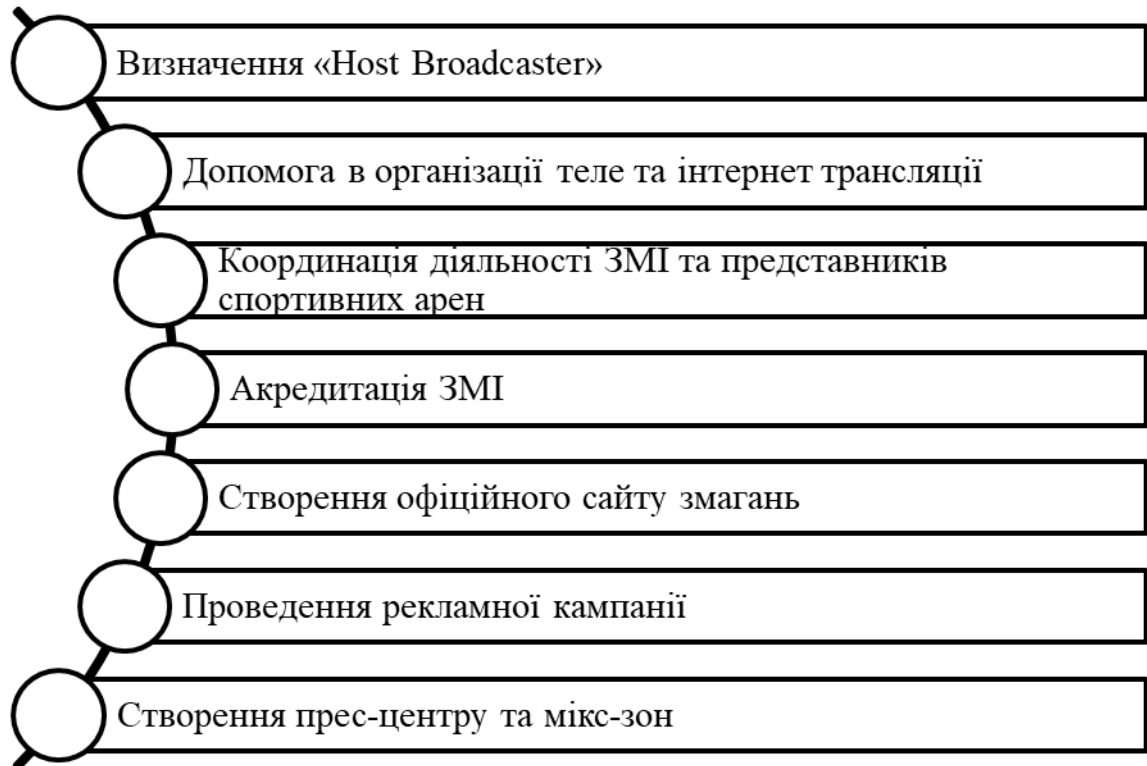 Визначення «Host Broadcaster»
Допомога в організації теле та інтернет трансляції
Координація діяльності ЗМІ та представників
спортивних арен
Акредитація ЗМІ
Створення офіційного сайту змагань
Проведення рекламної кампанії
Створення прес-центру та мікс-зон